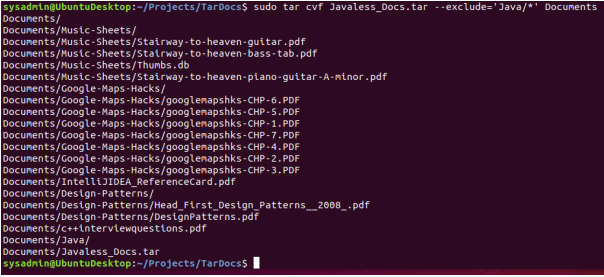 sysadmin@UbuntuDesktop:~/Projects/TarDocs$ sudo tar cvf Javaless_Docs.tar --exclude='Java/*' Documents
Documents/
Documents/Music-Sheets/
Documents/Music-Sheets/Stairway-to-heaven-guitar.pdf
Documents/Music-Sheets/Stairway-to-heaven-bass-tab.pdf
Documents/Music-Sheets/Thumbs.db
Documents/Music-Sheets/Stairway-to-heaven-piano-guitar-A-minor.pdf
Documents/Google-Maps-Hacks/
Documents/Google-Maps-Hacks/googlemapshks-CHP-6.PDF
Documents/Google-Maps-Hacks/googlemapshks-CHP-5.PDF
Documents/Google-Maps-Hacks/googlemapshks-CHP-1.PDF
Documents/Google-Maps-Hacks/googlemapshks-CHP-7.PDF
Documents/Google-Maps-Hacks/googlemapshks-CHP-4.PDF
Documents/Google-Maps-Hacks/googlemapshks-CHP-2.PDF
Documents/Google-Maps-Hacks/googlemapshks-CHP-3.PDF
Documents/IntelliJIDEA_ReferenceCard.pdf
Documents/Design-Patterns/
Documents/Design-Patterns/Head_First_Design_Patterns__2008_.pdf
Documents/Design-Patterns/DesignPatterns.pdf
Documents/c++interviewquestions.pdf
Documents/Java/
Documents/Javaless_Docs.tar
sysadmin@UbuntuDesktop:~/Projects/TarDocs$